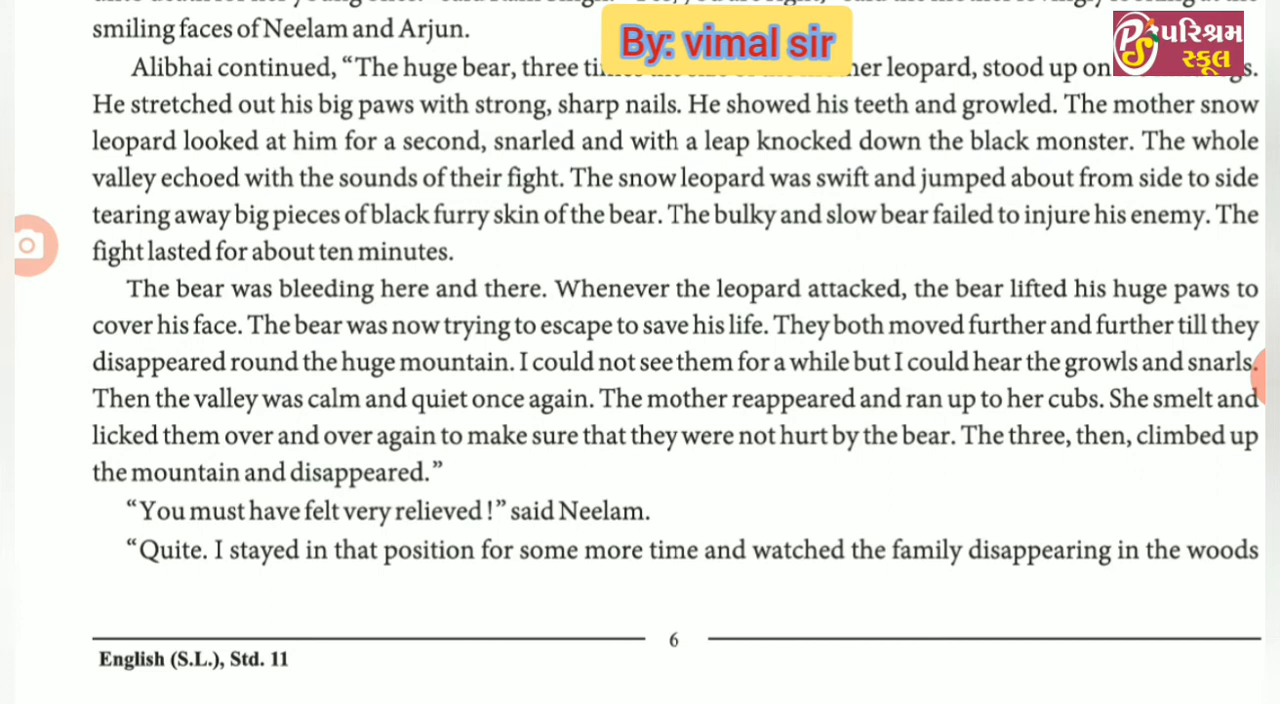 smiling faces of Neelam and Arjun.
By: vimal sir
પરિશ્રમ
સ્કૂલ
Alibhai continued, “The huge bear, three her leopard, stood up on
He stretched out his big paws with strong, sharp nails. He showed his teeth and growled. The mother snow
leopard looked at him for a second, snarled and with a leap knocked down the black monster. The whole
valley echoed with the sounds of their fight. The snow leopard was swift and jumped about from side to side
tearing away big pieces of black furry skin of the bear. The bulky and slow bear failed to injure his enemy. The
fight lasted for about ten minutes.
The bear was bleeding here and there. Whenever the leopard attacked, the bear lifted his huge paws to
cover his face. The bear was now trying to escape to save his life. They both moved further and further till they
disappeared round the huge mountain. I could not see them for a while but I could hear the growls and snarls.
Then the valley was calm and quiet once again. The mother reappeared and ran up to her cubs. She smelt and
licked them over and over again to make sure that they were not hurt by the bear. The three, then, climbed up
the mountain and disappeared.”
“You must have felt very relieved !” said Neelam.
“Quite. I stayed in that position for some more time and watched the family disappearing in the woods
6
English (S.L.), Std. 11